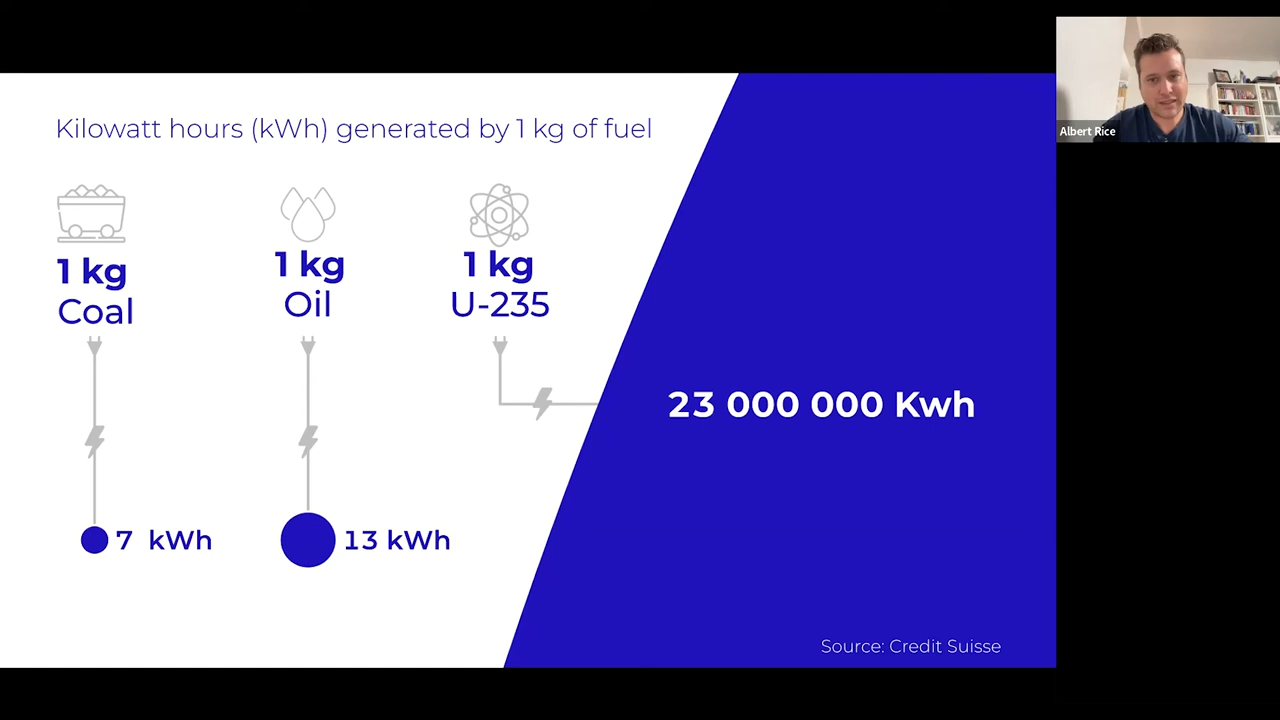 Kilowatt hours (kWh) generated by 1 kg of fuel
1 kg
Coal
1 kg
Oil
1 kg
U-235
7 kWh
13 kWh
23 000 000 Kwh
Source: Credit Suisse
Albert Rice